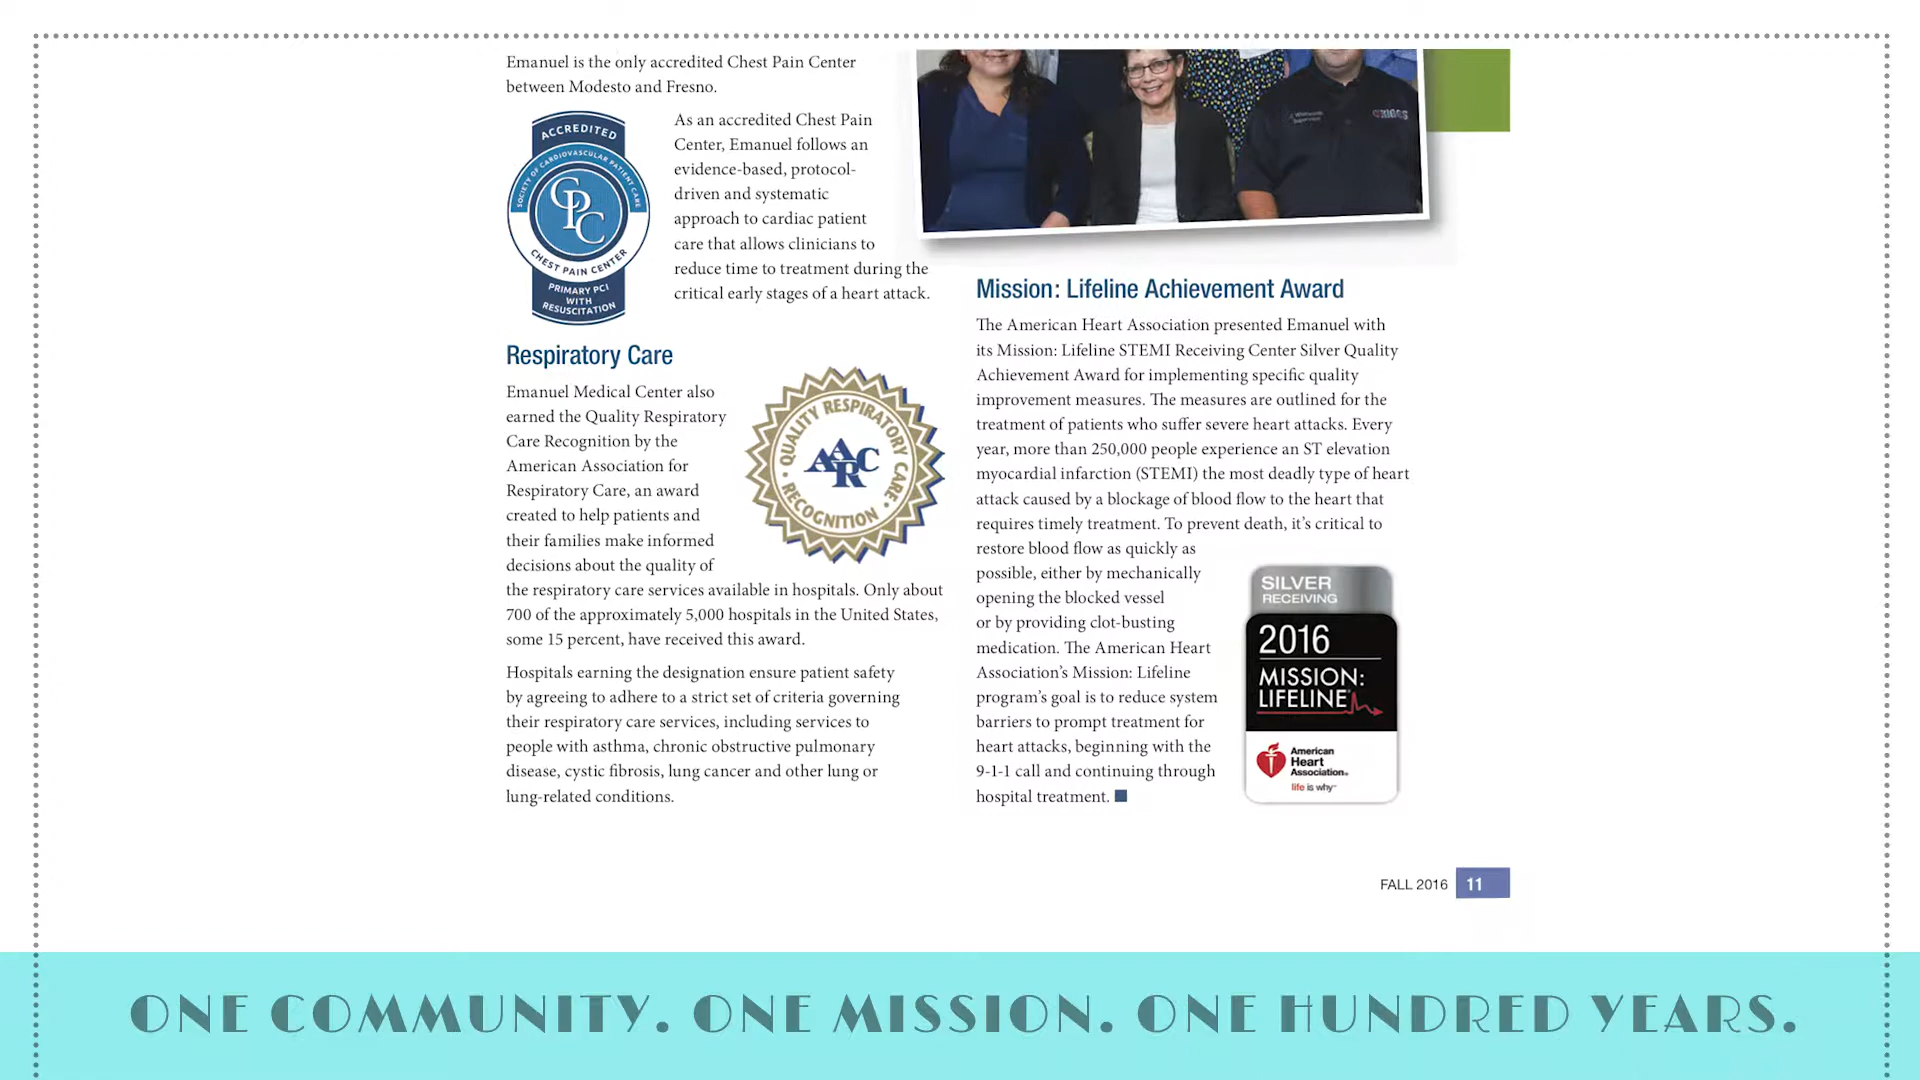 Emanuel is the only accredited Chest Pain Center
between Modesto and Fresno.
ACCREDITED
SOCIETY OF CARDIOVASCULAR PATIENT CARE
CPC
CHEST PAIN CENTER
PRIMARY PCI
WITH
RESUSCITATION
As an accredited Chest Pain
Center, Emanuel follows an
evidence-based, protocol-
driven and systematic
approach to cardiac patient
care that allows clinicians to
reduce time to treatment during the
critical early stages of a heart attack.
Respiratory Care
Emanuel Medical Center also
earned the Quality Respiratory
Care Recognition by the
American Association for
Respiratory Care, an award
created to help patients and
their families make informed
decisions about the quality of
the respiratory care services available in hospitals. Only about
700 of the approximately 5,000 hospitals in the United States,
some 15 percent, have received this award.
QUALITY RESPIRATORY CARE
AARC
RECOGNITION
Hospitals earning the designation ensure patient safety
by agreeing to adhere to a strict set of criteria governing
their respiratory care services, including services to
people with asthma, chronic obstructive pulmonary
disease, cystic fibrosis, lung cancer and other lung or
lung-related conditions.
Mission: Lifeline Achievement Award
The American Heart Association presented Emanuel with
its Mission: Lifeline STEMI Receiving Center Silver Quality
Achievement Award for implementing specific quality
improvement measures. The measures are outlined for the
treatment of patients who suffer severe heart attacks. Every
year, more than 250,000 people experience an ST elevation
myocardial infarction (STEMI) the most deadly type of heart
attack caused by a blockage of blood flow to the heart that
requires timely treatment. To prevent death, it's critical to
restore blood flow as quickly as
possible, either by mechanically
opening the blocked vessel
or by providing clot-busting
medication. The American Heart
Association's Mission: Lifeline
program's goal is to reduce system
barriers to prompt treatment for
heart attacks, beginning with the
9-1-1 call and continuing through
hospital treatment.
SILVER
RECEIVING
2016
MISSION:
LIFELINE
American
Heart
Association
life is why
FALL 2016 11
ONE COMMUNITY. ONE MISSION. ONE HUNDRED YEARS.